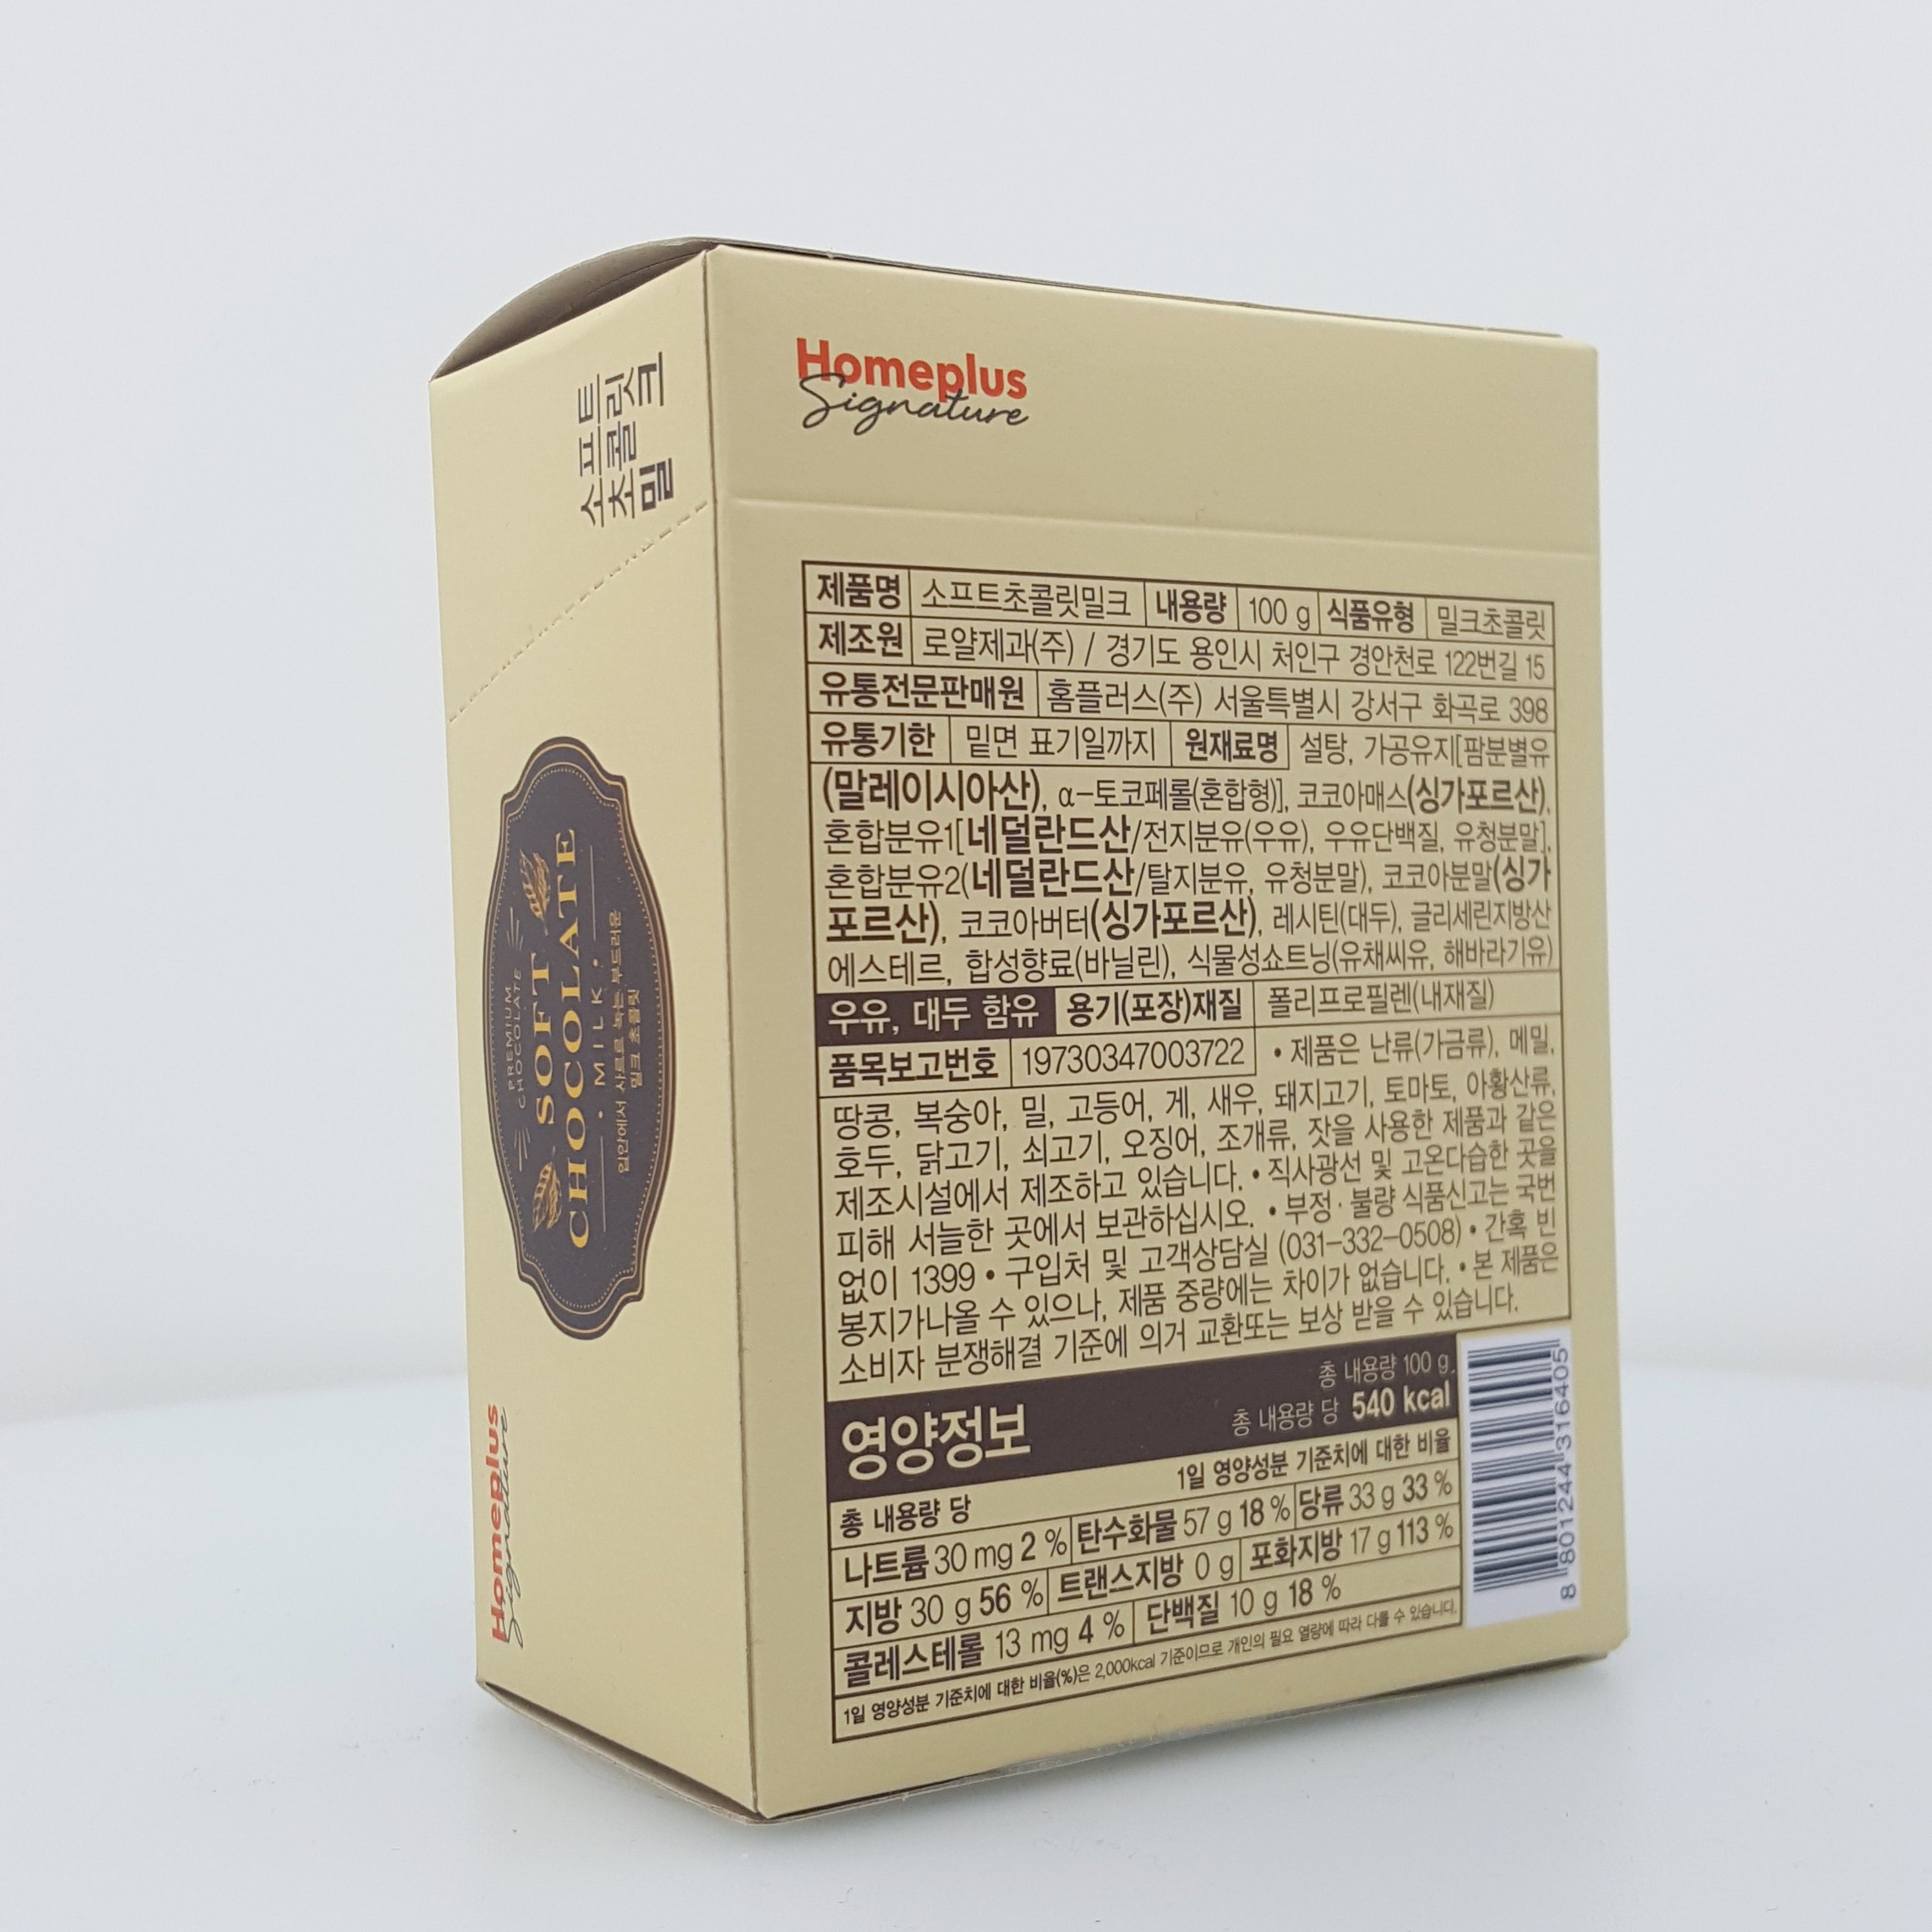 Homeplus
Signature
제품명 소프트초콜릿밀크 내용량 100 g 식품유형 밀크초콜릿
제조원 로얄제과(주) / 경기도 용인시 처인구 경안천로 122번길 15
유통전문판매원 홈플러스(주) 서울특별시 강서구 화곡로 398
유통기한 밑면 표기일까지 원재료명 설탕, 가공유지[팜분별유
(말레이시아산), α-토코페롤(혼합형)], 코코아매스(싱가포르산),
혼합분유1[네덜란드산/전지분유(우유), 우유단백질, 유청분말],
혼합분유2(네덜란드산/탈지분유, 유청분말), 코코아분말(싱가
포르산), 코코아버터(싱가포르산), 레시틴(대두), 글리세린지방산
에스테르, 합성향료(바닐린), 식물성쇼트닝(유채씨유, 해바라기유)
우유, 대두 함유 용기(포장)재질 폴리프로필렌(내재질)
품목보고번호 19730347003722 • 제품은 난류(가금류), 메밀,
땅콩, 복숭아, 밀, 고등어, 게, 새우, 돼지고기, 토마토, 아황산류,
호두, 닭고기, 쇠고기, 오징어, 조개류, 잣을 사용한 제품과 같은
제조시설에서 제조하고 있습니다. • 직사광선 및 고온다습한 곳을
피해 서늘한 곳에서 보관하십시오. • 부정·불량 식품신고는 국번
없이 1399 • 구입처 및 고객상담실 (031-332-0508) • 간혹 빈
봉지가나올 수 있으나, 제품 중량에는 차이가 없습니다. • 본 제품은
소비자 분쟁해결 기준에 의거 교환또는 보상 받을 수 있습니다.
영양정보
총 내용량 100 g
총 내용량 당 540 kcal
총 내용량 당 1일 영양성분 기준치에 대한 비율
나트륨 30 mg 2 % 탄수화물 57 g 18 % 당류 33 g 33 %
지방 30 g 56 % 트랜스지방 0 g 포화지방 17 g 113 %
콜레스테롤 13 mg 4 % 단백질 10 g 18 %
1일 영양성분 기준치에 대한 비율(%)은 2,000kcal 기준이므로 개인의 필요 열량에 따라 다를 수 있습니다.
8 801244 316405
소프트
초콜릿
밀크
PREMIUM
CHOCOLATE
SOFT
CHOCOLATE
• MILK •
입안에서 사르르 녹는 부드러운
밀크 초콜릿
Homeplus
Signature